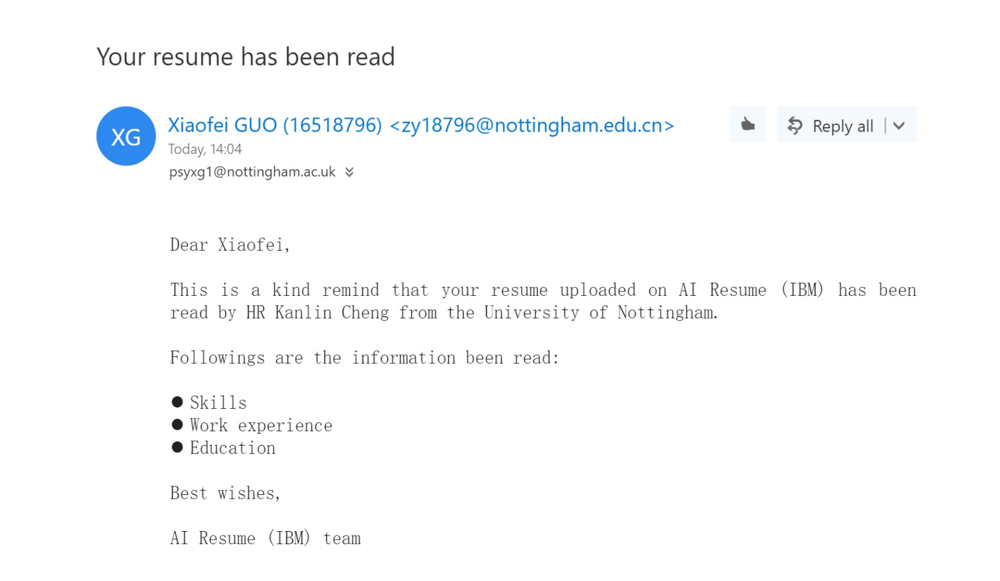 Your resume has been read
XG
Xiaofei GUO (16518796) <zy18796@nottingham.edu.cn>
Reply all
Today, 14:04
psyxg1@nottingham.ac.uk
Dear Xiaofei,
This is a kind remind that your resume uploaded on AI Resume (IBM) has been
read by HR Kanlin Cheng from the University of Nottingham.
Followings are the information been read:
● Skills
● Work experience
● Education
Best wishes,
AI Resume (IBM) team